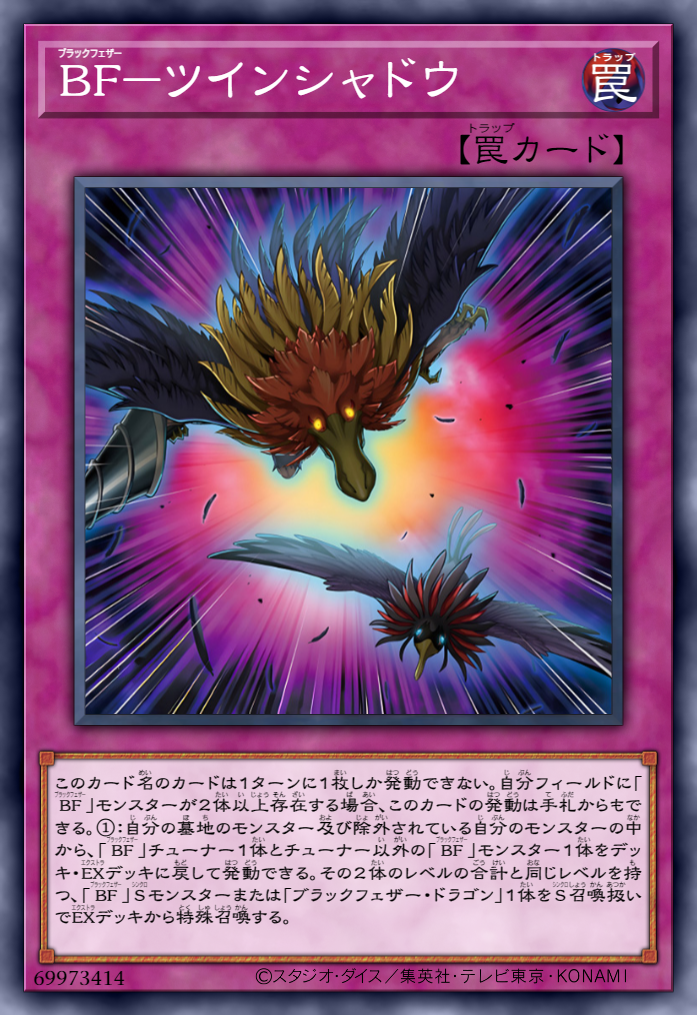 ブラックフェザー
BF－ツインシャドウ
トラップ
罠
トラップ
【罠カード】
このカード名のカードは1ターンに1枚しか発動できない。自分フィールドに「
BF」モンスターが2体以上存在する場合、このカードの発動は手札からもで
きる。①：自分の墓地のモンスター及び除外されている自分のモンスターの中
から、「BF」チューナー1体とチューナー以外の「BF」モンスター1体をデッ
キ・EXデッキに戻して発動できる。その2体のレベルの合計と同じレベルを持
つ、「BF」Sモンスターまたは「ブラックフェザー・ドラゴン」1体をS召喚扱い
でEXデッキから特殊召喚する。
69973414
©スタジオ・ダイス／集英社・テレビ東京・KONAMI